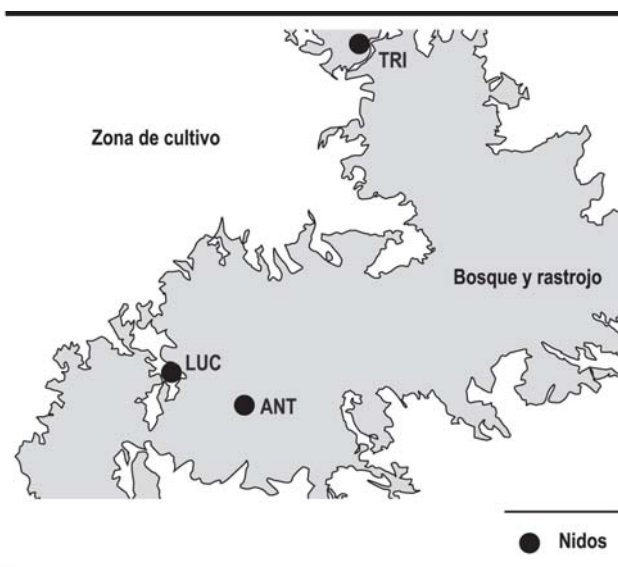 TRI
Zona de cultivo
Bosque y rastrojo
LUC
ANT
Nidos